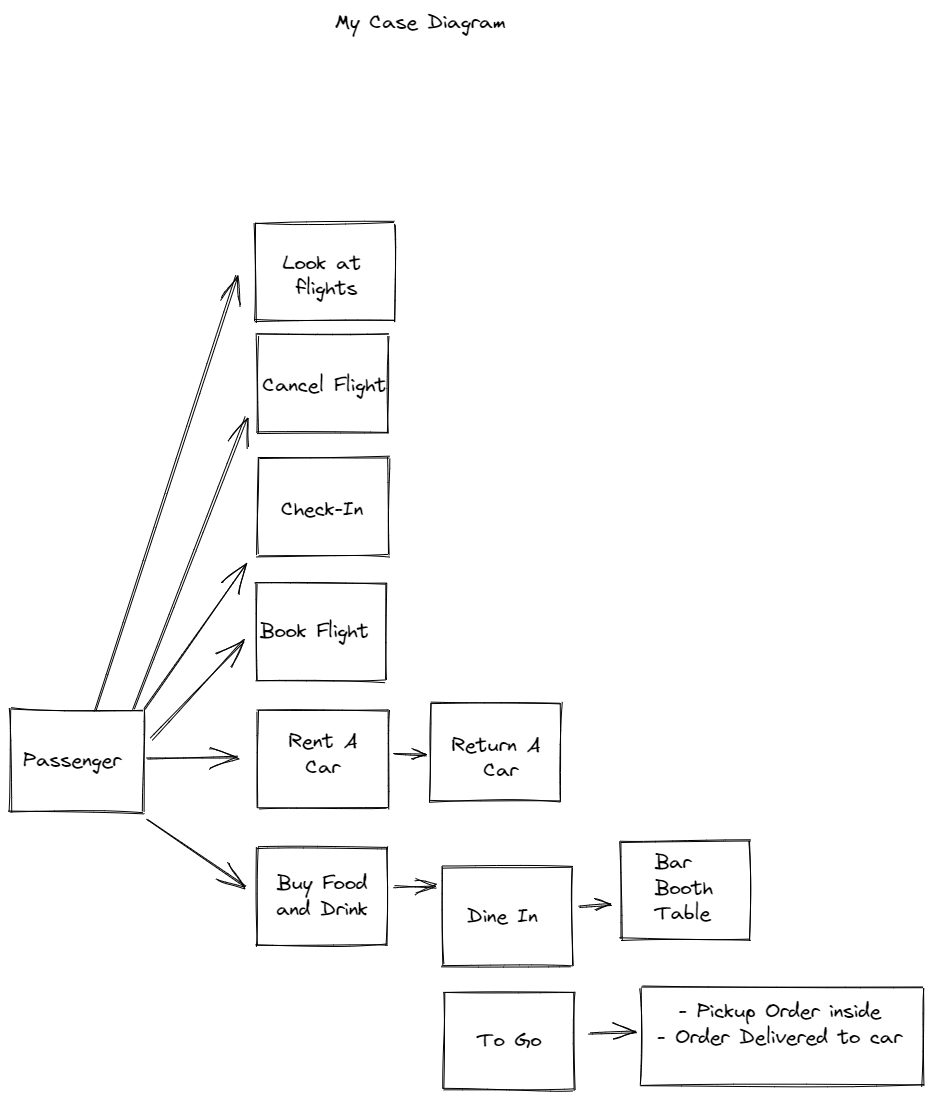 My Case Diagram
Look at
flights
Cancel Flight
Check-In
Book Flight
Passenger
Rent A
Car
Return A
Car
Buy Food
and Drink
Dine In
Bar
Booth
Table
To Go
- Pickup Order inside
- Order Delivered to car